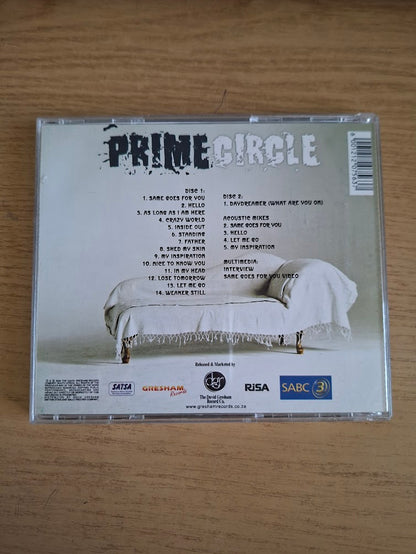 PRIME CIRCLE
DISC 1:
1. SAME GOES FOR YOU
2. HELLO
3. AS LONG AS I AM HERE
4. CRAZY WORLD
5. INSIDE OUT
6. STANDING
7. FATHER
8. SHED MY SKIN
9. MY INSPIRATION
10. NICE TO KNOW YOU
11. IN MY HEAD
12. LOSE TOMORROW
13. LET ME GO
14. WEAKER STILL
DISC 2:
1. DAYDREAMER (WHAT ARE YOU ON)
ACOUSTIC MIXES
2. SAME GOES FOR YOU
3. HELLO
4. LET ME GO
5. MY INSPIRATION
MULTIMEDIA:
INTERVIEW
SAME GOES FOR YOU VIDEO
Released & Marketed by
SATSA
GRESHAM
Records
dgr
The David Gresham
Record Co.
RiSA
SABC 3
www.greshamrecords.co.za